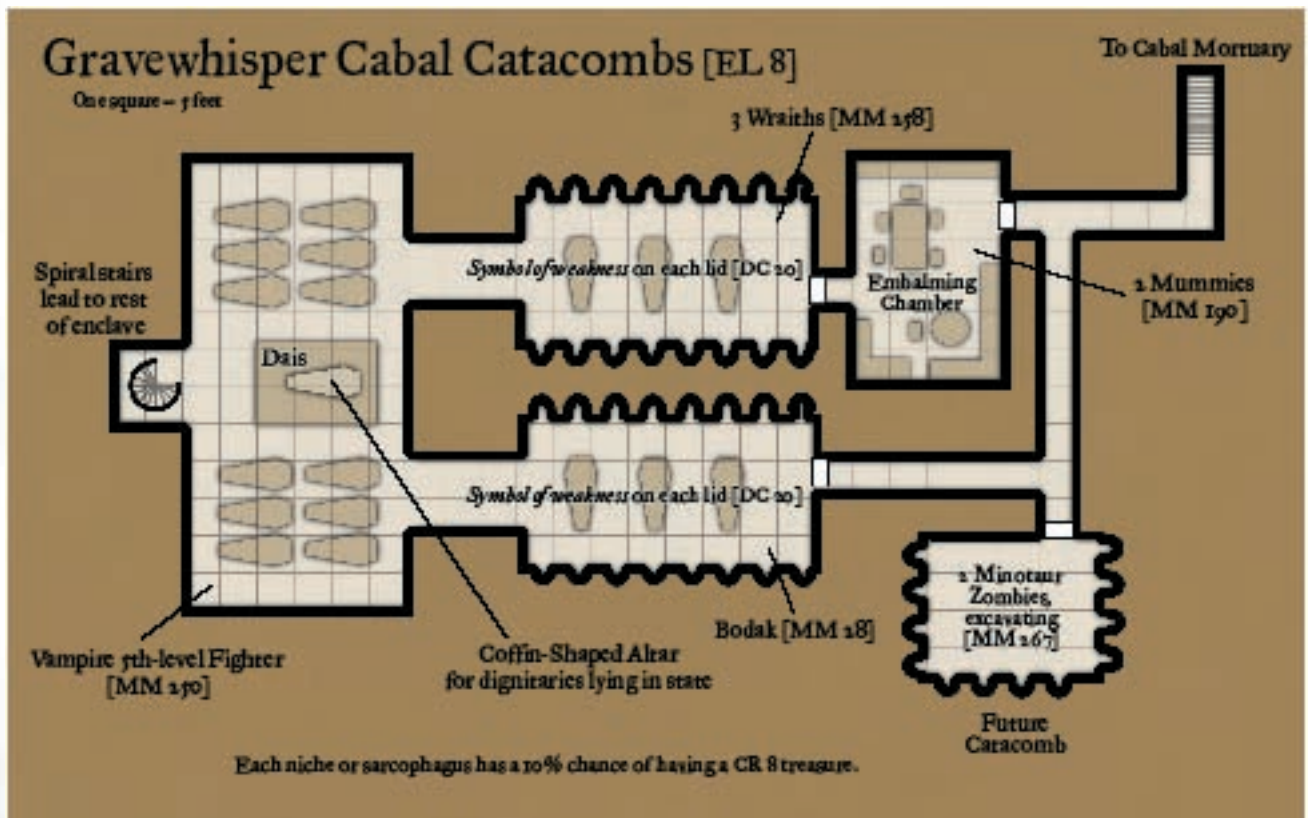 Gravewhisper Cabal Catacombs [EL 8]
One square = 5 feet
To Cabal Mortuary
3 Wraiths [MM 258]
Spiral stairs
lead to rest
of enclave
Symbol of weakness on each lid [DC 20]
Embalming
Chamber
2 Mummies
[MM 190]
Dais
Symbol of weakness on each lid [DC 20]
2 Minotaur
Zombies,
excavating
[MM 267]
Bodak [MM 28]
Vampire 5th-level Fighter
[MM 250]
Coffin-Shaped Altar
for dignitaries lying in state
Future
Catacomb
Each niche or sarcophagus has a 10% chance of having a CR 8 treasure.